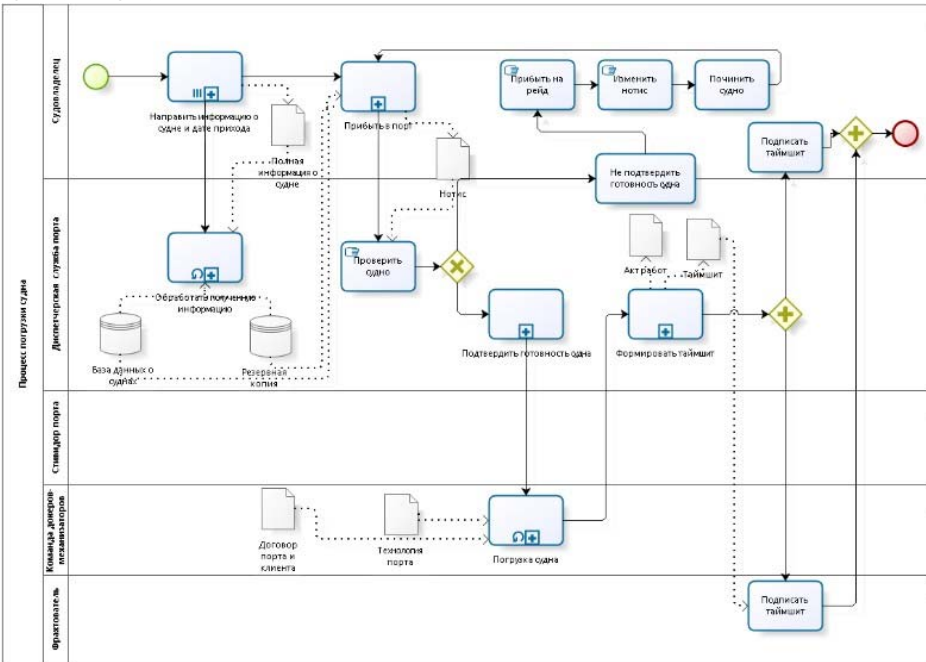 Процесс погрузки судна
Судовладелец
Направить информацию о
судне и дате прихода
Полная
информация о
судне
Прибыть в порт
Нотис
Прибыть на
рейд
Изменить
нотис
Починить
судно
Не подтвердить
готовность судна
Подписать
таймшит
Диспетчерская служба порта
Обработать полученную
информацию
База данных о
судах
Резервная
копия
Проверить
судно
Подтвердить готовность судна
Акт работ
Таймшит
Формировать таймшит
Стивидор порта
Команда докеров-
механизаторов
Договор
порта и
клиента
Технология
порта
Погрузка судна
Фрахтователь
Подписать
таймшит